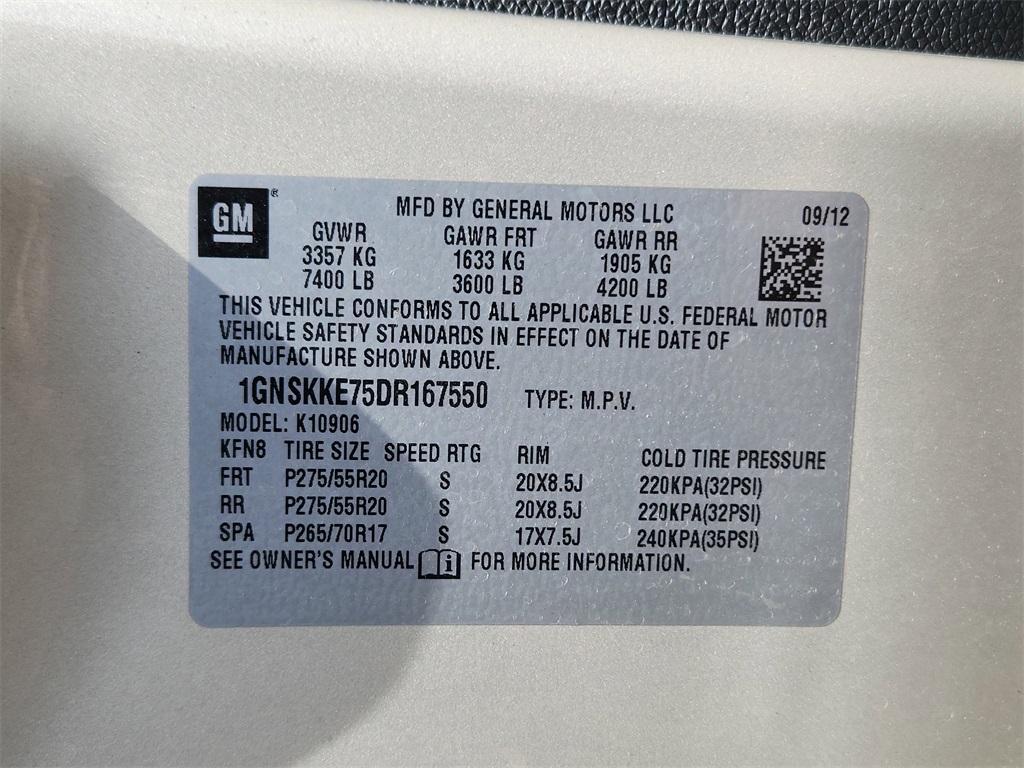 GM ®
MFD BY GENERAL MOTORS LLC 09/12
GVWR GAWR FRT GAWR RR
3357 KG 1633 KG 1905 KG
7400 LB 3600 LB 4200 LB
THIS VEHICLE CONFORMS TO ALL APPLICABLE U.S. FEDERAL MOTOR
VEHICLE SAFETY STANDARDS IN EFFECT ON THE DATE OF
MANUFACTURE SHOWN ABOVE.
1GNSKKE75DR167550 TYPE: M.P.V.
MODEL: K10906
KFN8 TIRE SIZE SPEED RTG RIM COLD TIRE PRESSURE
FRT P275/55R20 S 20X8.5J 220KPA(32PSI)
RR P275/55R20 S 20X8.5J 220KPA(32PSI)
SPA P265/70R17 S 17X7.5J 240KPA(35PSI)
SEE OWNER'S MANUAL i FOR MORE INFORMATION.